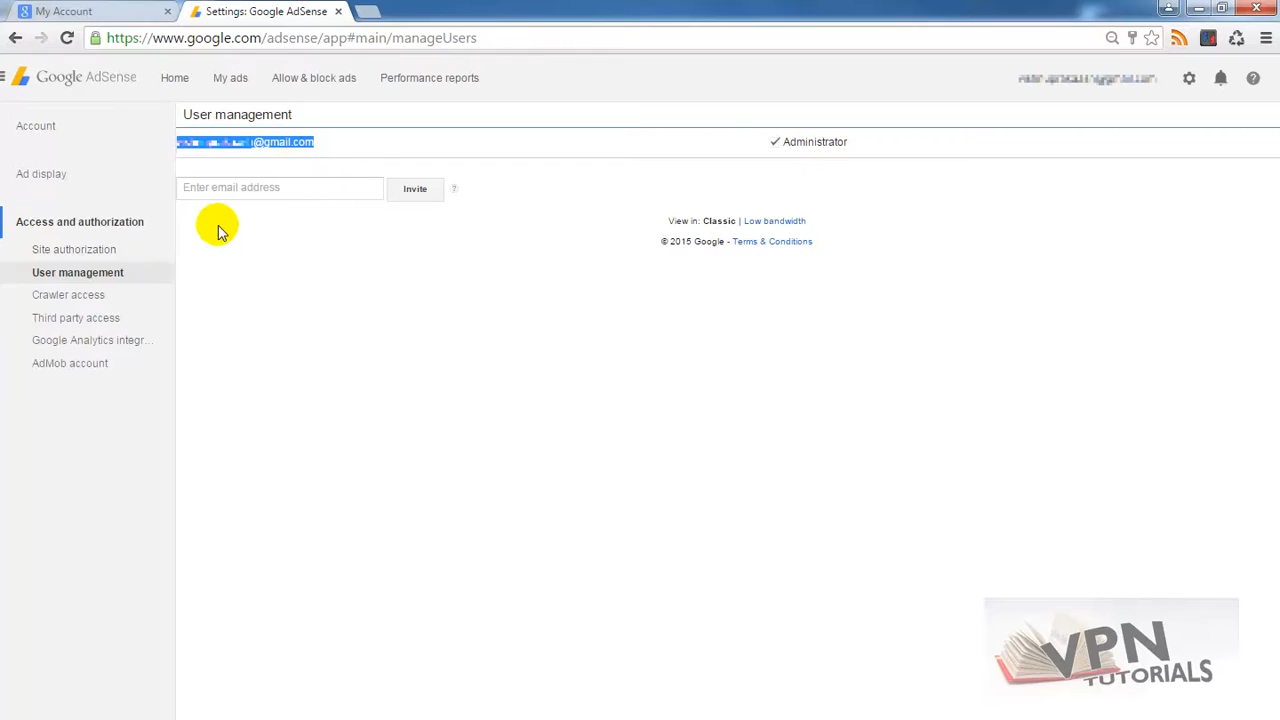 My Account
Settings: Google AdSense
https://www.google.com/adsense/app#main/manageUsers
Google AdSense
Home
My ads
Allow & block ads
Performance reports
User management
@gmail.com
Administrator
Enter email address
Invite
?
Account
Ad display
Access and authorization
Site authorization
User management
Crawler access
Third party access
Google Analytics integr...
AdMob account
View in: Classic | Low bandwidth
© 2015 Google - Terms & Conditions
VPN
TUTORIALS